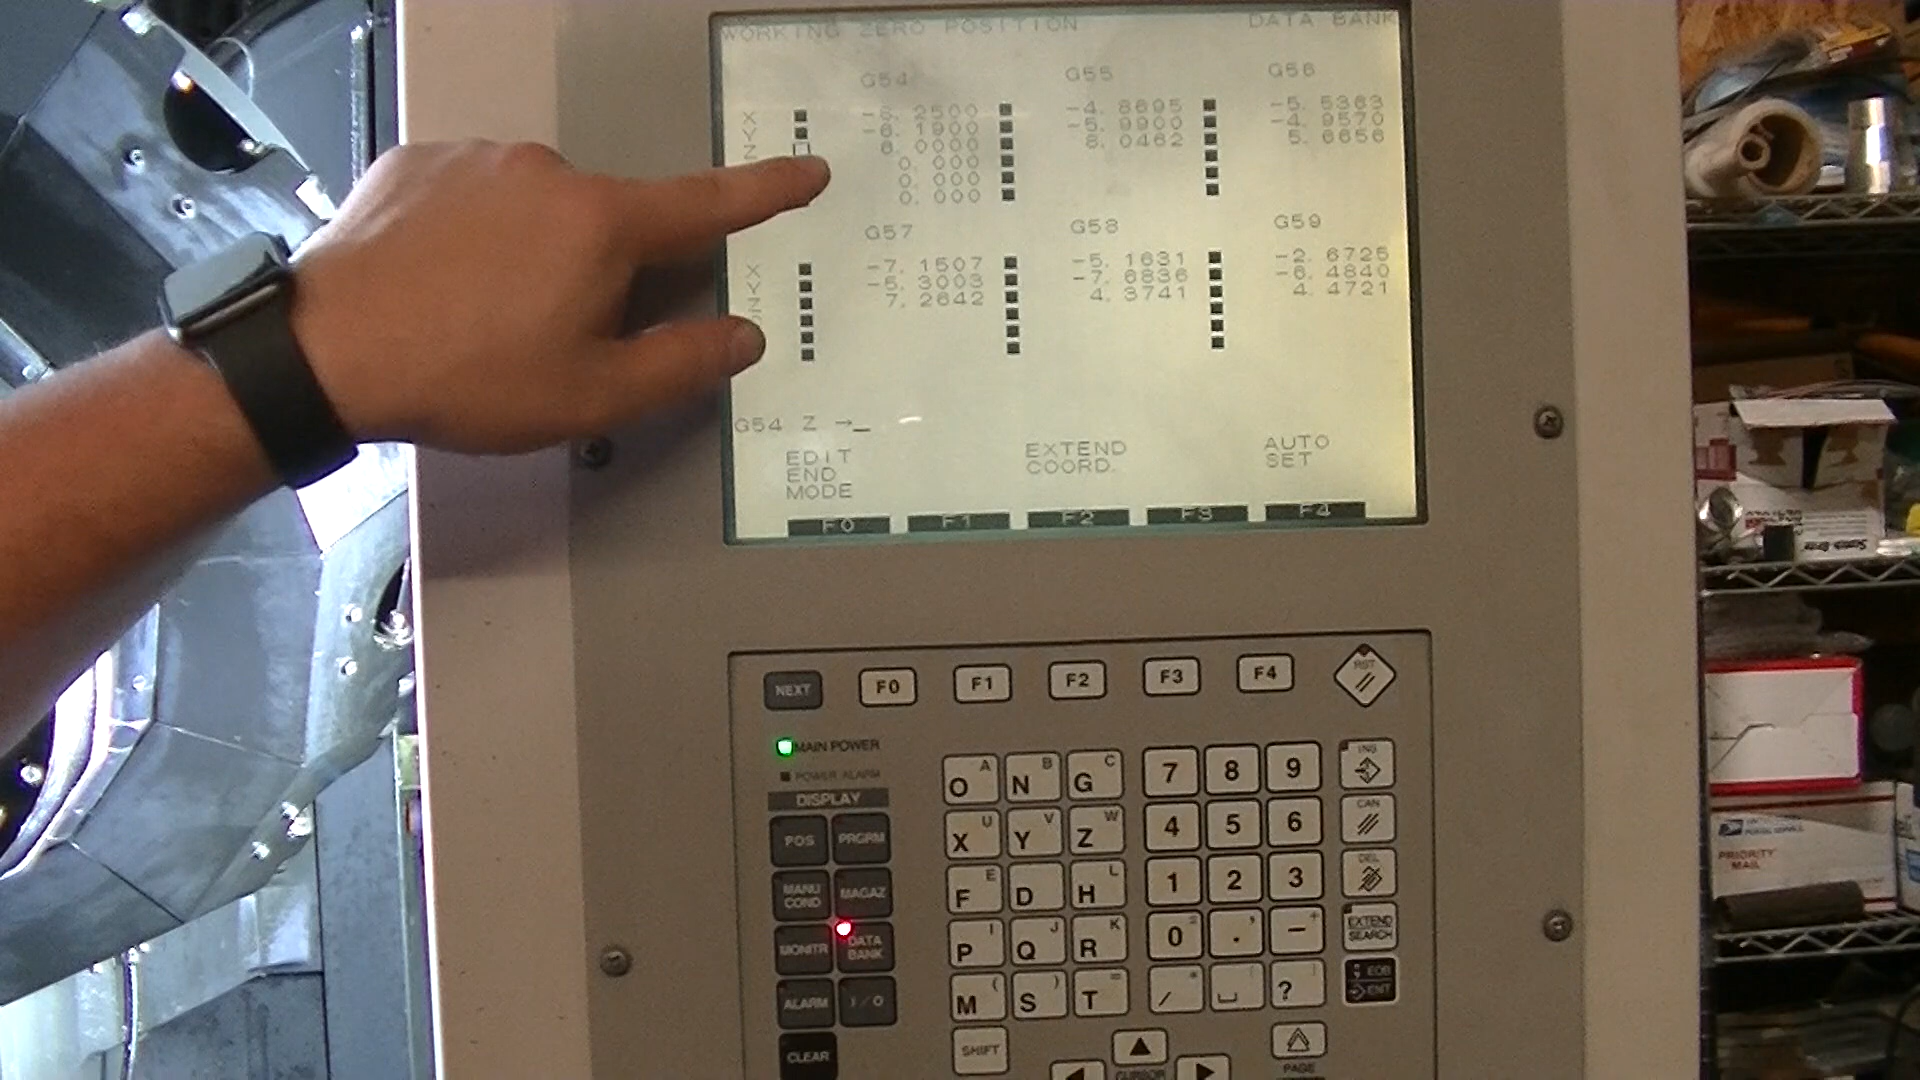 WORKING ZERO POSITION DATA BANK
G54 G55 G56
X -6. 2500 -4. 8695 -5. 5363
Y -6. 1900 -5. 9900 -4. 9570
Z 8. 0462 5. 6656
0. 000
0. 000
0. 000
G57 G58 G59
X -7. 1507 -5. 1631 -2. 6725
Y -5. 3003 -7. 6836 -6. 4840
Z 7. 2642 4. 3741 4. 4721
G54 Z →_
EDIT END MODE
EXTEND COORD.
AUTO SET
F0 F1 F2 F3 F4
NEXT F0 F1 F2 F3 F4 RST
MAIN POWER
POWER ALARM
DISPLAY
POS PRGRM
MANU COND MAGAZ
MONITR DATA BANK
ALARM I/O
CLEAR
O A N B G C 7 8 9 INS
X U Y V Z W 4 5 6 CAN
F E D H L 1 2 3 DEL
P I Q J R K 0 = . , - + EXTEND SEARCH
M ( S ) T = / * ? ; EOB ENT
SHIFT
CURSOR
PAGE
Scotch-Brite
PRIORITY MAIL